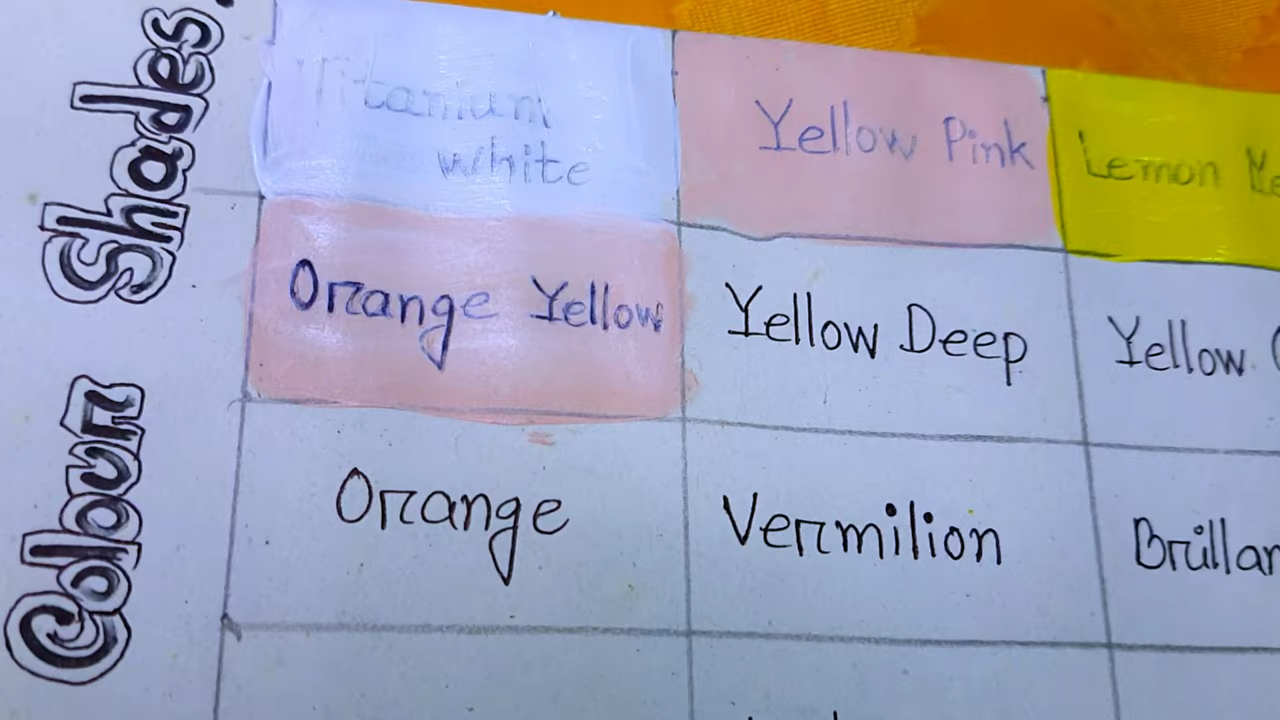 Colour Shades.
Titanium
white
Yellow Pink
Lemon
Orange Yellow
Yellow Deep
Yellow
Orange
Vermilion